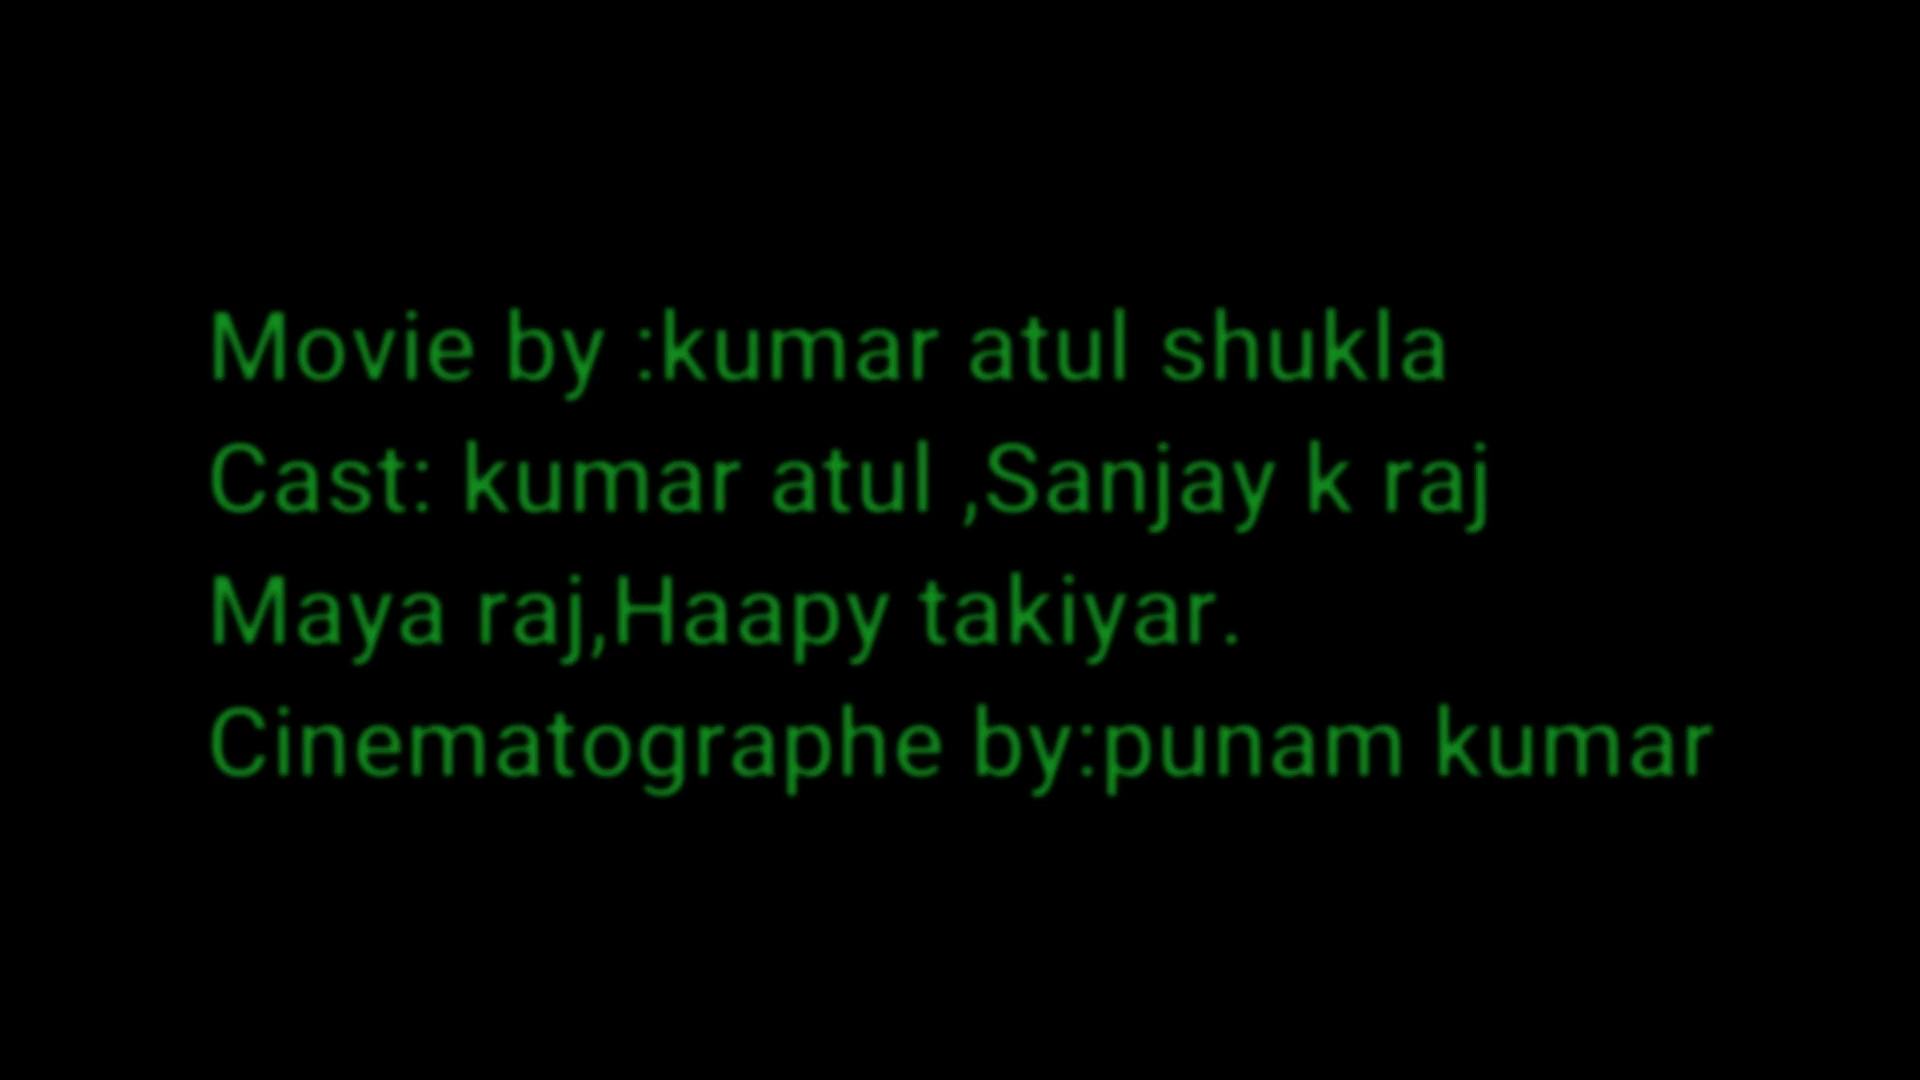 Movie by :kumar atul shukla
Cast: kumar atul ,Sanjay k raj
Maya raj,Haapy takiyar.
Cinematographe by:punam kumar